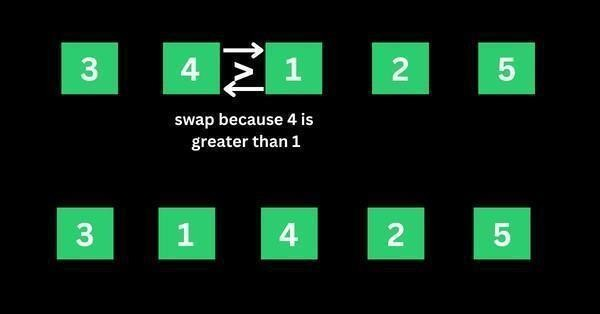 3 4 > 1 2 5
swap because 4 is
greater than 1
3 1 4 2 5